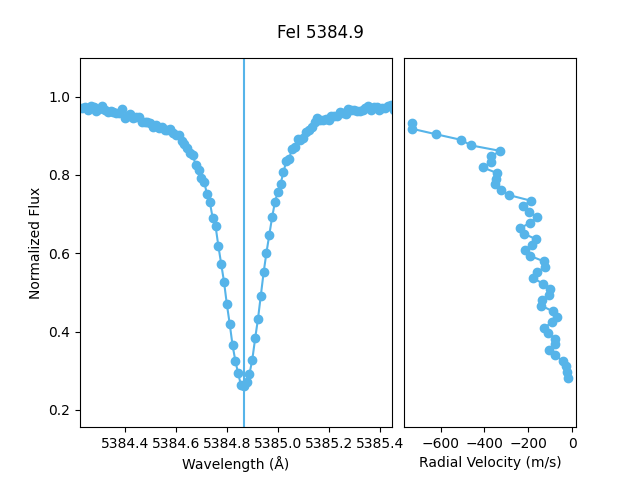 FeI 5384.9
Normalized Flux
1.0
0.8
0.6
0.4
0.2
5384.4 5384.6 5384.8 5385.0 5385.2 5385.4
Wavelength (Å)
−600 −400 −200 0
Radial Velocity (m/s)